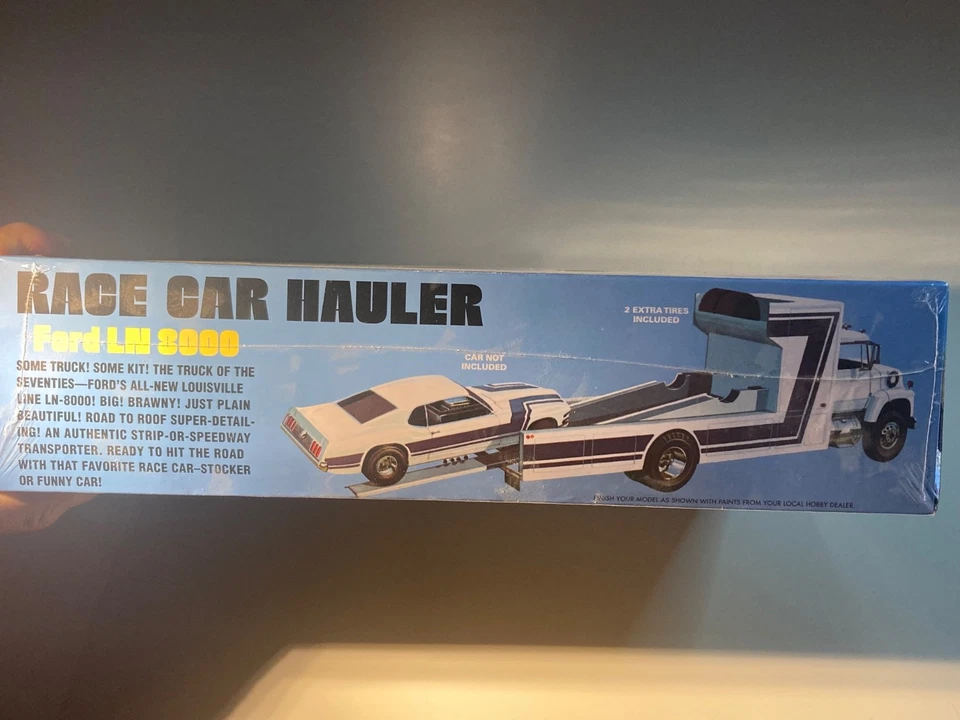 RACE CAR HAULER
Ford LN 8000
SOME TRUCK! SOME KIT! THE TRUCK OF THE
SEVENTIES—FORD'S ALL-NEW LOUISVILLE
LINE LN-8000! BIG! BRAWNY! JUST PLAIN
BEAUTIFUL! ROAD TO ROOF SUPER-DETAIL-
ING! AN AUTHENTIC STRIP-OR-SPEEDWAY
TRANSPORTER. READY TO HIT THE ROAD
WITH THAT FAVORITE RACE CAR—STOCKER
OR FUNNY CAR!
CAR NOT
INCLUDED
2 EXTRA TIRES
INCLUDED
FINISH YOUR MODEL AS SHOWN WITH PAINTS FROM YOUR LOCAL HOBBY DEALER.